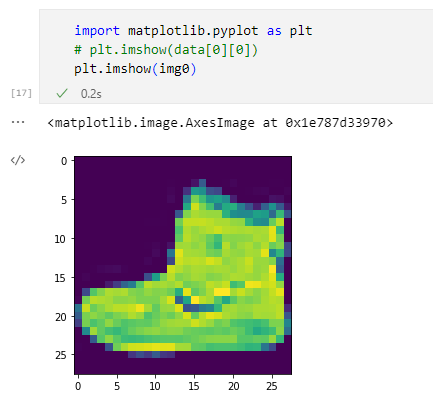 import matplotlib.pyplot as plt
# plt.imshow(data[0][0])
plt.imshow(img0)
[17]
0.2s
...
<matplotlib.image.AxesImage at 0x1e787d33970>
</>
0
5
10
15
20
25
0 5 10 15 20 25